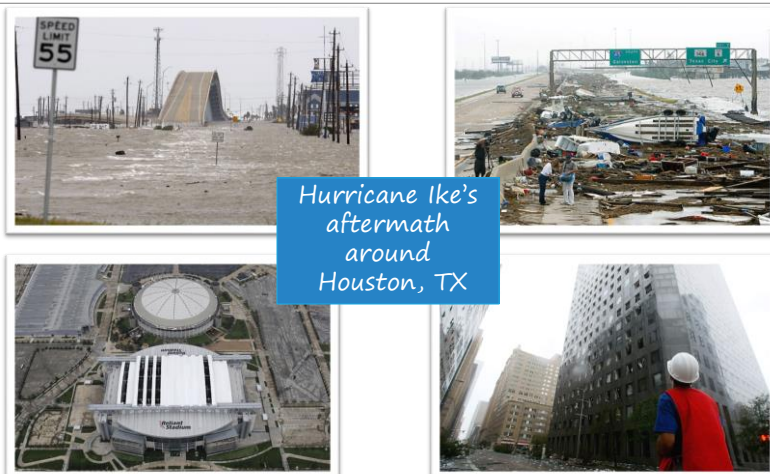 SPEED
LIMIT
55
Galveston
Texas City
Hurricane Ike's
aftermath
around
Houston, TX
Reliant
Stadium